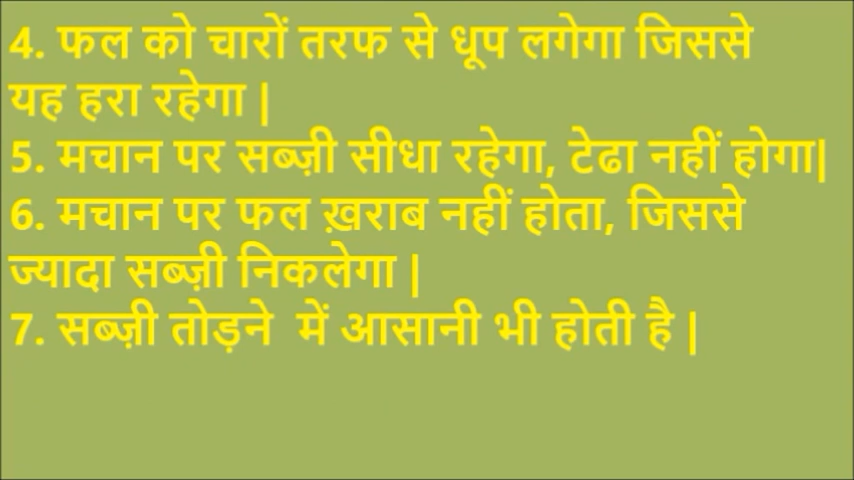 4. फल को चारों तरफ से धूप लगेगा जिससे
यह हरा रहेगा |
5. मचान पर सब्ज़ी सीधा रहेगा, टेढा नहीं होगा|
6. मचान पर फल ख़राब नहीं होता, जिससे
ज्यादा सब्ज़ी निकलेगा |
7. सब्ज़ी तोड़ने में आसानी भी होती है |